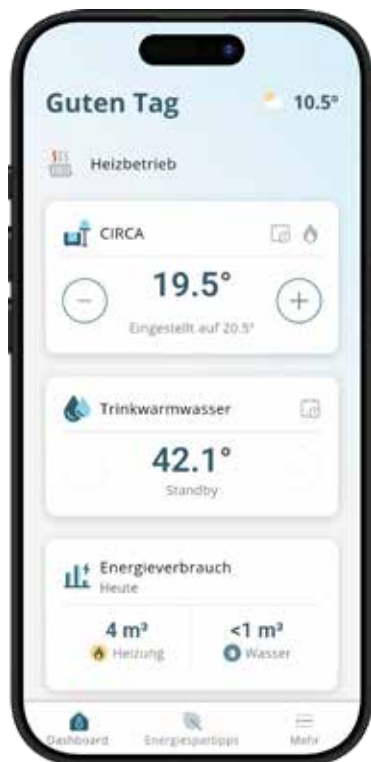 Guten Tag
10.5°
Heizbetrieb
CIRCA
19.5°
Eingestellt auf 20.5°
Trinkwarmwasser
42.1°
Standby
Energieverbrauch
Heute
4 m³
<1 m³
Heizung
Wasser
Dashboard
Energiespartipps
Mehr